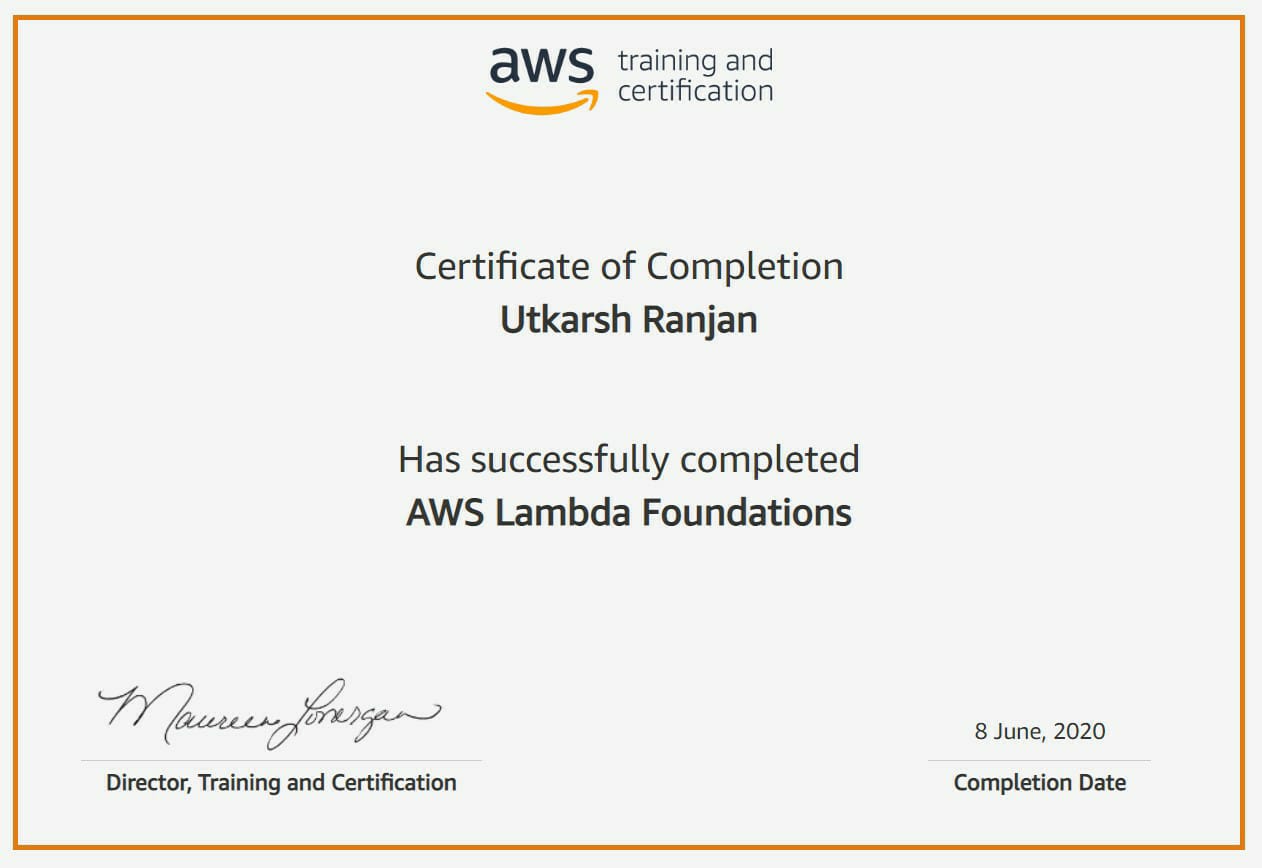 aws training and
certification
Certificate of Completion
Utkarsh Ranjan
Has successfully completed
AWS Lambda Foundations
Maureen Lonergan
Director, Training and Certification
8 June, 2020
Completion Date